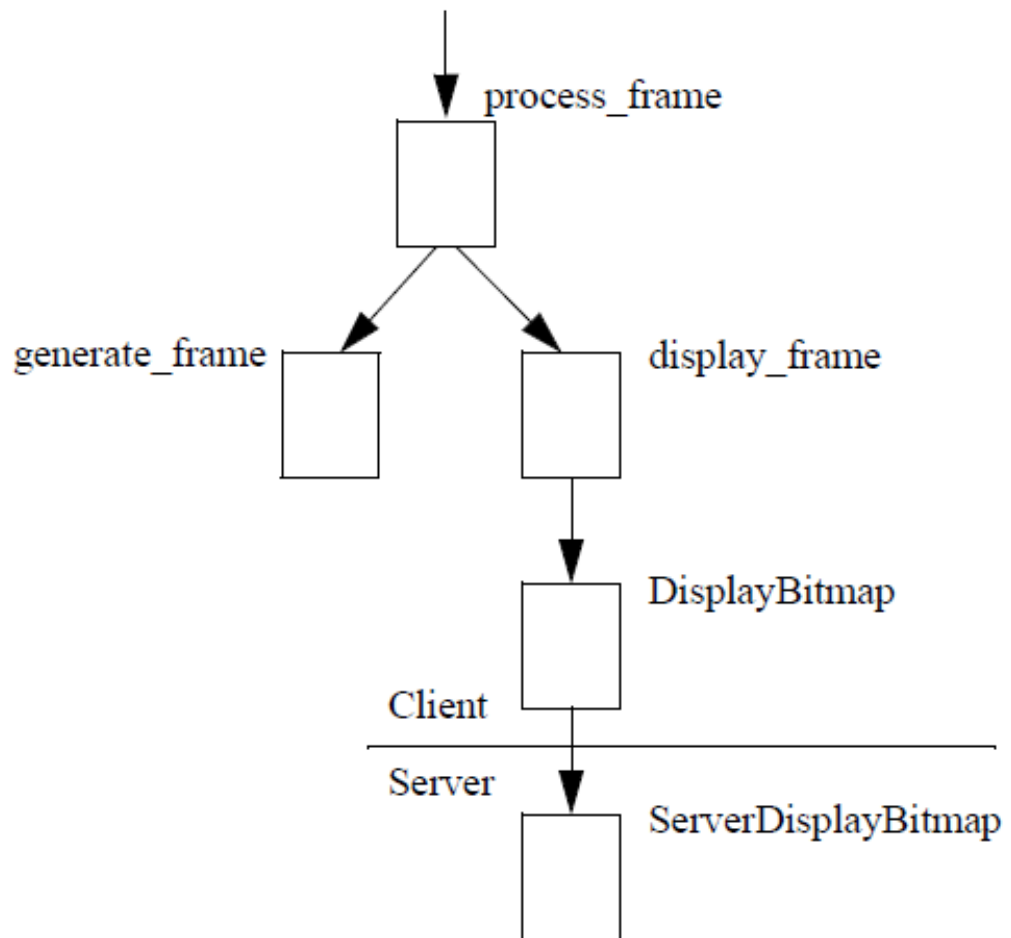 process_frame
generate_frame
display_frame
DisplayBitmap
Client
Server
ServerDisplayBitmap